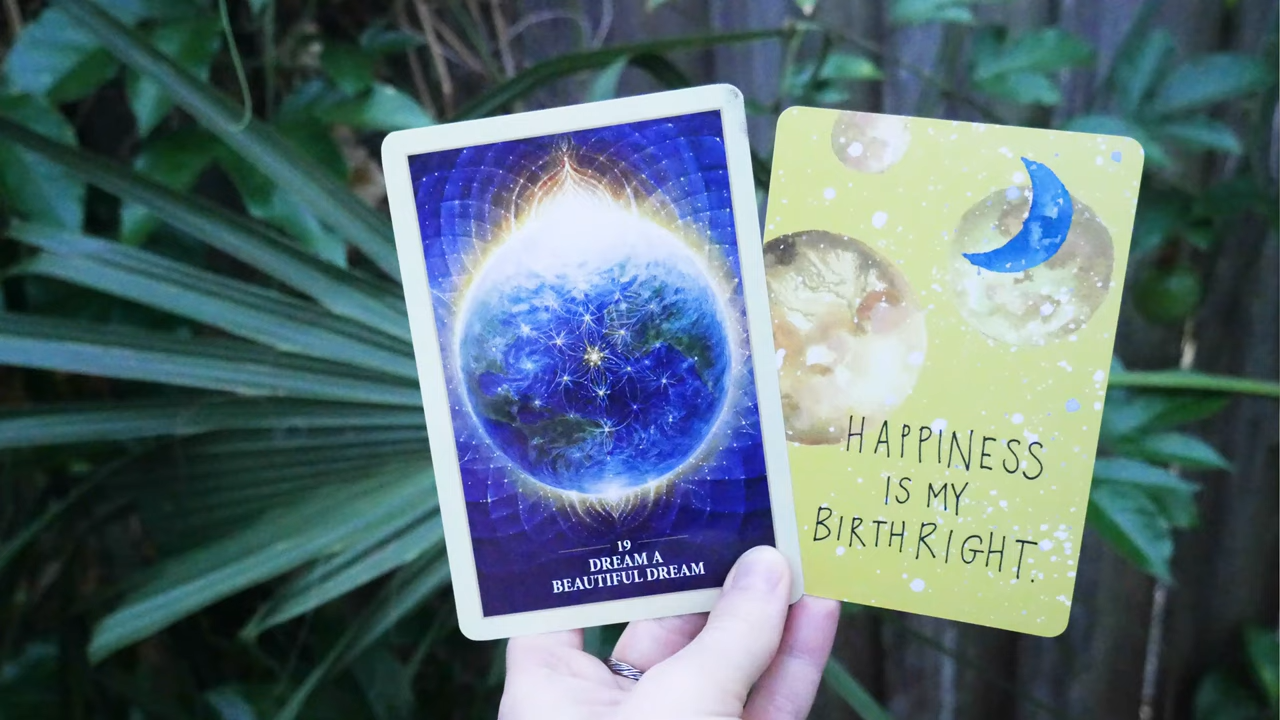 19
DREAM A
BEAUTIFUL DREAM
HAPPINESS
IS MY
BIRTHRIGHT.